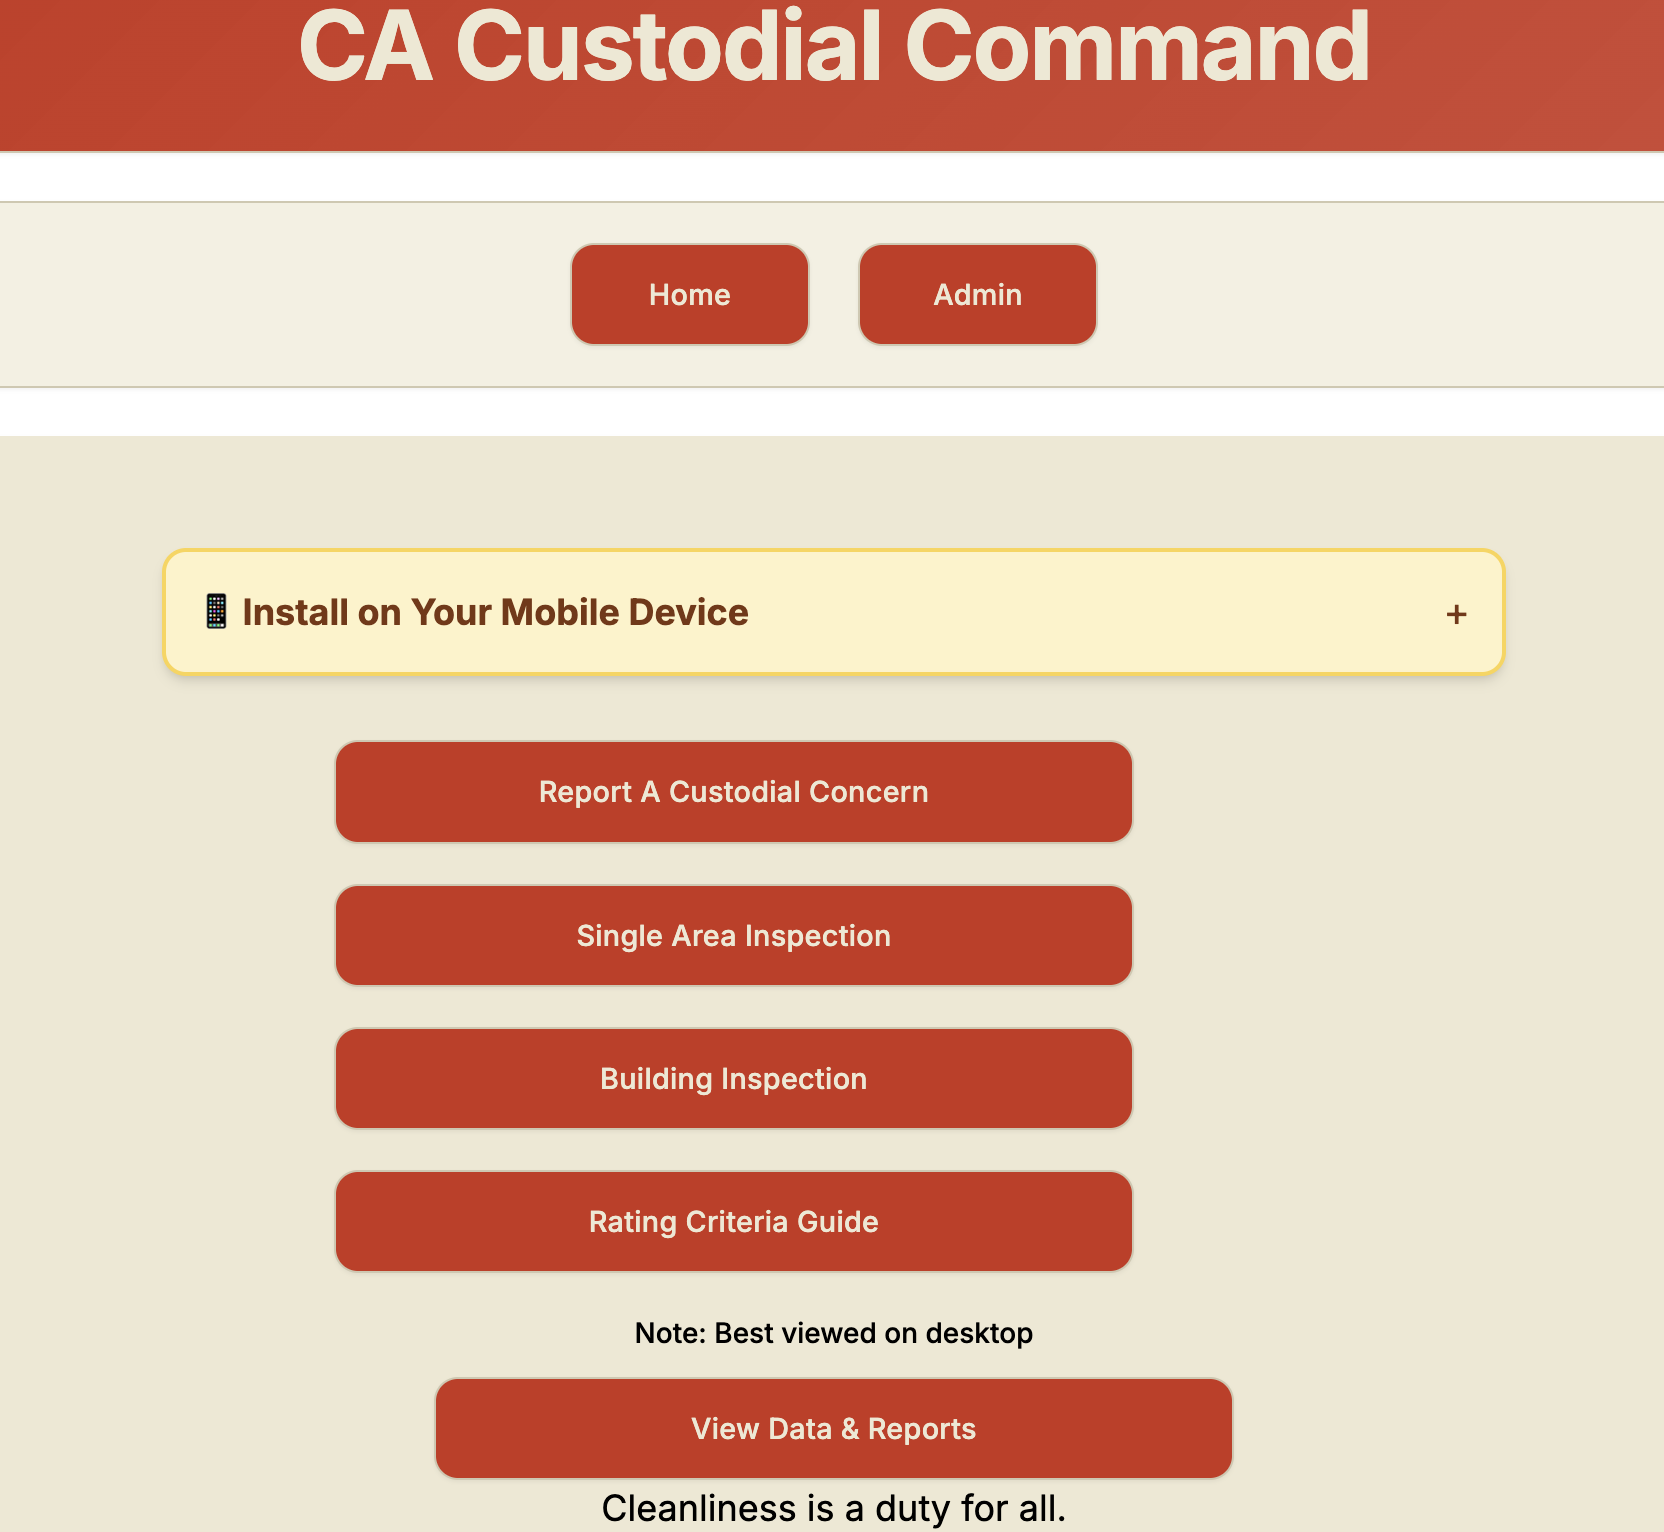 CA Custodial Command
Home
Admin
Install on Your Mobile Device
+
Report A Custodial Concern
Single Area Inspection
Building Inspection
Rating Criteria Guide
Note: Best viewed on desktop
View Data & Reports
Cleanliness is a duty for all.